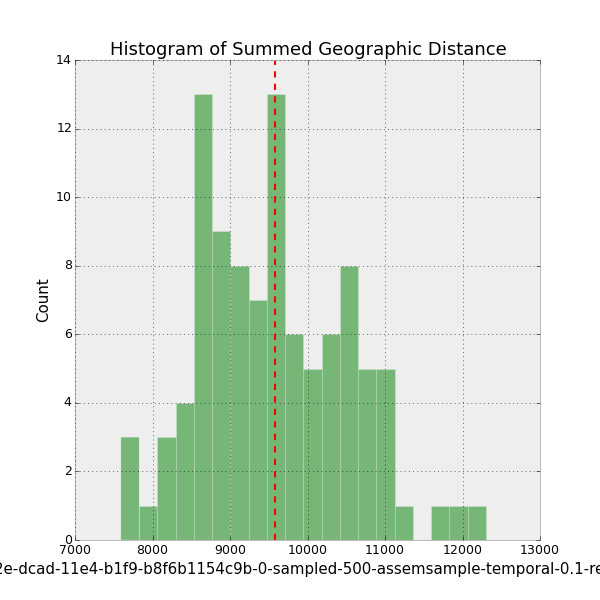 Histogram of Summed Geographic Distance
14
12
10
8
6
4
2
0
Count
7000 8000 9000 10000 11000 12000 13000
2e-dcad-11e4-b1f9-b8f6b1154c9b-0-sampled-500-assemsample-temporal-0.1-re